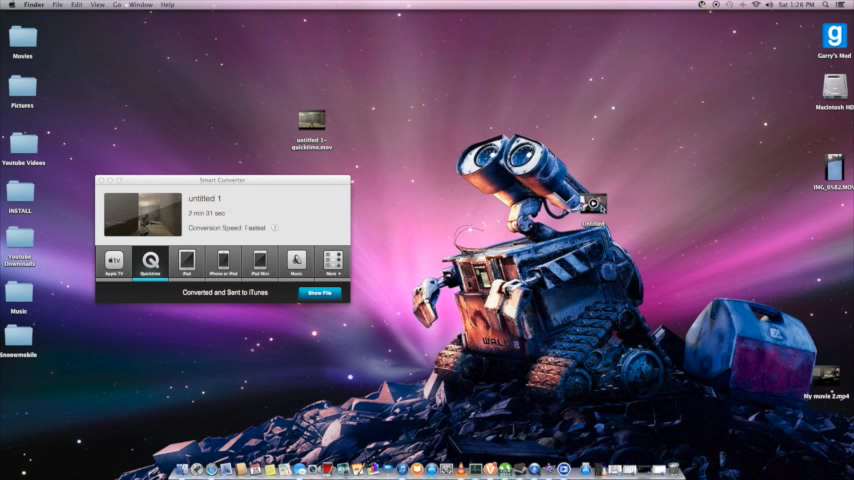 Finder File Edit View Go Window Help
Sat 1:26 PM
Movies
Pictures
Youtube Videos
INSTALL
Youtube
Downloads
Music
Snowmobile
untitled 1-
quicktime.mov
Smart Converter
untitled 1
2 min 31 sec
Conversion Speed: Fastest ?
tv
Apple TV
Quicktime
iPad
iPhone or iPad
iPad Mini
Music
More
Converted and Sent to iTunes
Show File
Untitled
WALL
g
Garry's Mod
Macintosh HD
IMG_0582.MOV
My movie 2.mp4